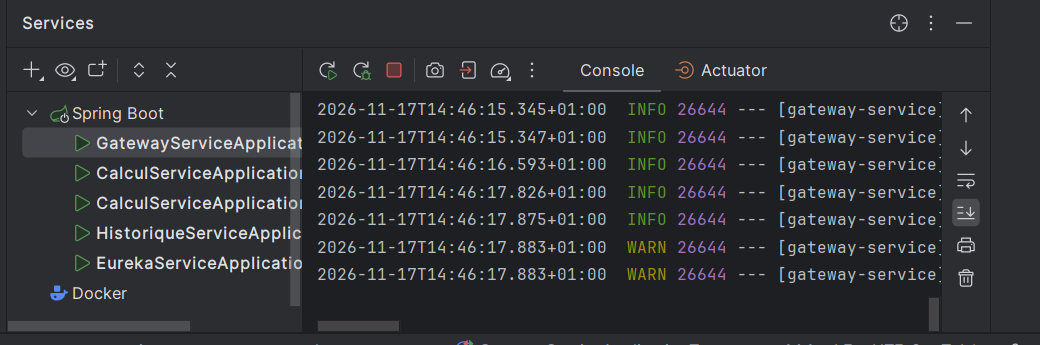 Services
Console
Actuator
Spring Boot
GatewayServiceApplicat
CalculServiceApplication
CalculServiceApplication
HistoriqueServiceApplic
EurekaServiceApplicatio
Docker
2026-11-17T14:46:15.345+01:00 INFO 26644 --- [gateway-service]
2026-11-17T14:46:15.347+01:00 INFO 26644 --- [gateway-service]
2026-11-17T14:46:16.593+01:00 INFO 26644 --- [gateway-service]
2026-11-17T14:46:17.826+01:00 INFO 26644 --- [gateway-service]
2026-11-17T14:46:17.875+01:00 INFO 26644 --- [gateway-service]
2026-11-17T14:46:17.883+01:00 WARN 26644 --- [gateway-service]
2026-11-17T14:46:17.883+01:00 WARN 26644 --- [gateway-service]